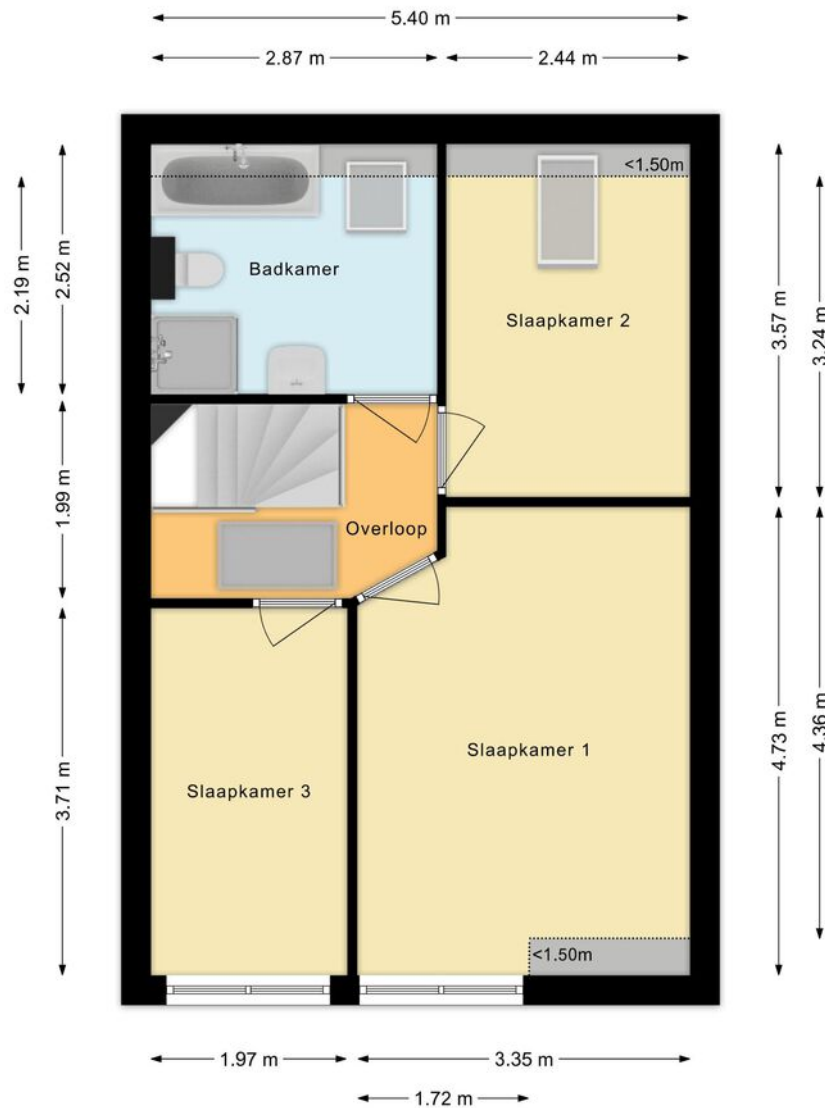 5.40 m
2.87 m
2.44 m
<1.50m
2.19 m
2.52 m
Badkamer
Slaapkamer 2
3.57 m
3.24 m
1.99 m
Overloop
Slaapkamer 1
4.73 m
4.36 m
3.71 m
Slaapkamer 3
<1.50m
1.97 m
3.35 m
1.72 m